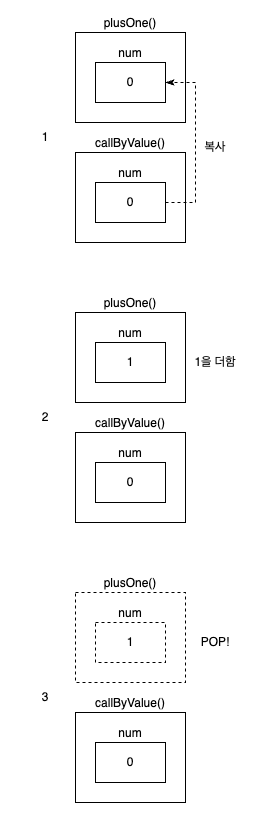 plusOne()
num
0
1
callByValue()
복사
num
0
plusOne()
num
1
1을 더함
2
callByValue()
num
0
plusOne()
num
1
POP!
3
callByValue()
num
0